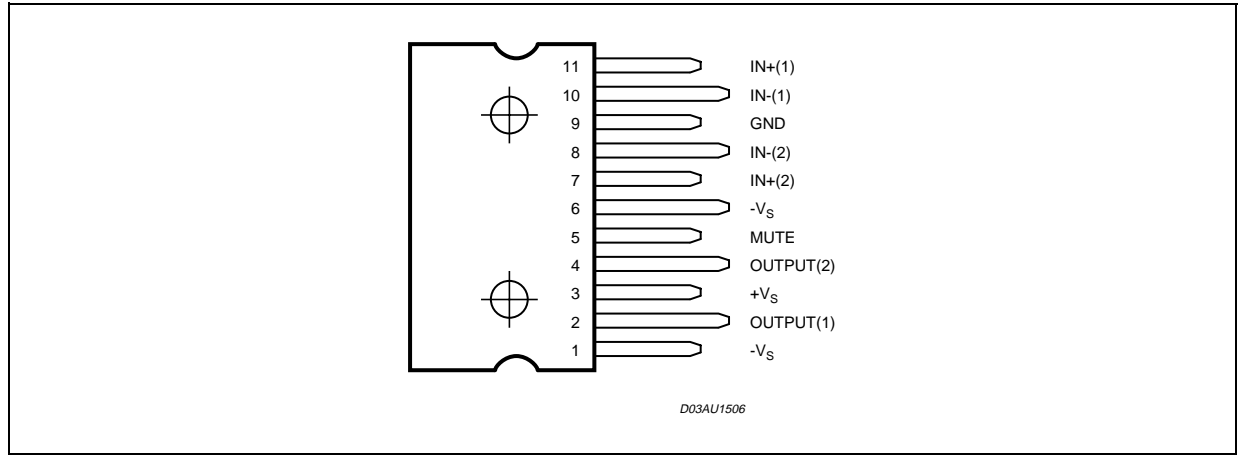 11 IN+(1)
10 IN-(1)
9 GND
8 IN-(2)
7 IN+(2)
6 -VS
5 MUTE
4 OUTPUT(2)
3 +VS
2 OUTPUT(1)
1 -VS
D03AU1506